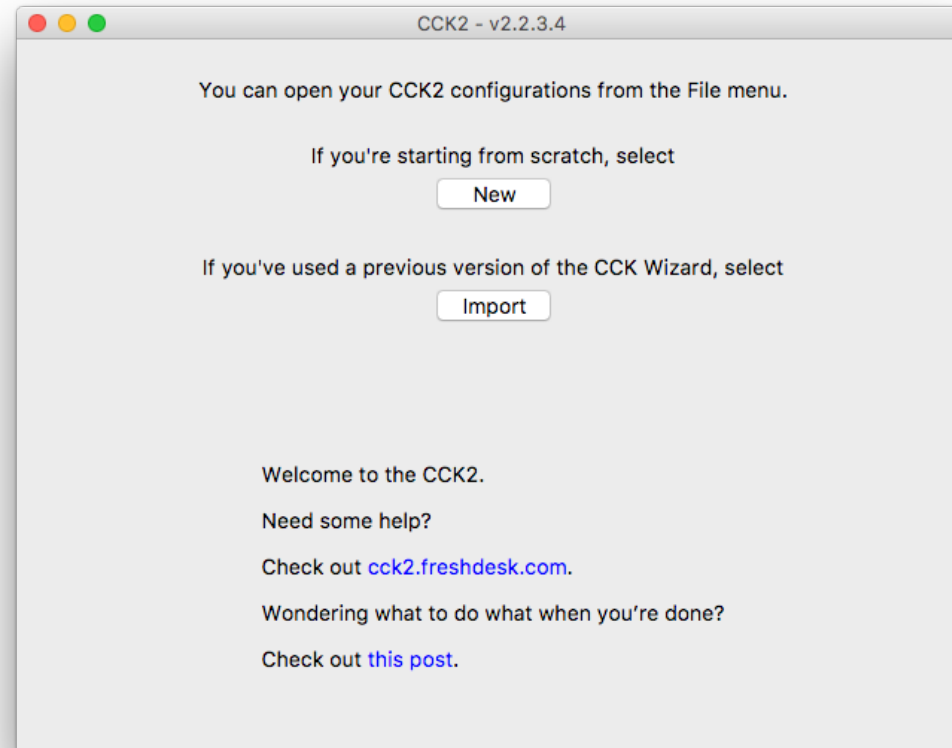 CCK2 - v2.2.3.4
You can open your CCK2 configurations from the File menu.
If you're starting from scratch, select
New
If you've used a previous version of the CCK Wizard, select
Import
Welcome to the CCK2.
Need some help?
Check out cck2.freshdesk.com.
Wondering what to do what when you’re done?
Check out this post.